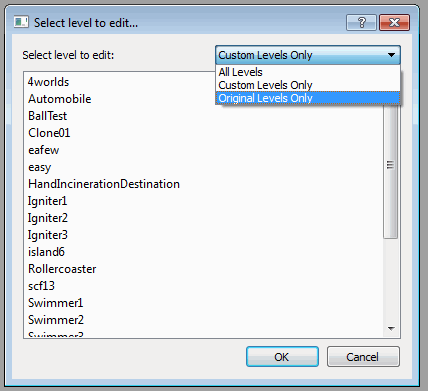 Select level to edit...
Select level to edit:
Custom Levels Only
All Levels
Custom Levels Only
Original Levels Only
4worlds
Automobile
BallTest
Clone01
eafew
easy
HandIncinerationDestination
Igniter1
Igniter2
Igniter3
island6
Rollercoaster
scf13
Swimmer1
Swimmer2
Swimmer3
OK
Cancel